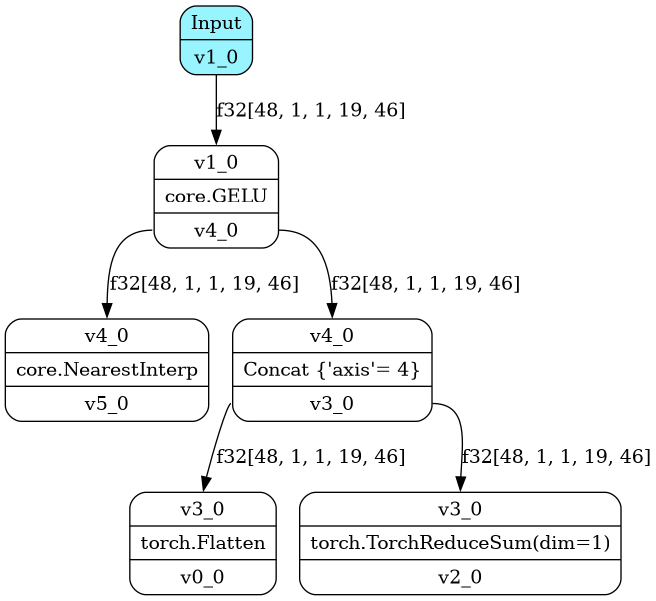 Input
v1_0
f32[48, 1, 1, 19, 46]
v1_0
core.GELU
v4_0
f32[48, 1, 1, 19, 46]
f32[48, 1, 1, 19, 46]
v4_0
core.NearestInterp
v5_0
v4_0
Concat {'axis'= 4}
v3_0
f32[48, 1, 1, 19, 46]
f32[48, 1, 1, 19, 46]
v3_0
torch.Flatten
v0_0
v3_0
torch.TorchReduceSum(dim=1)
v2_0